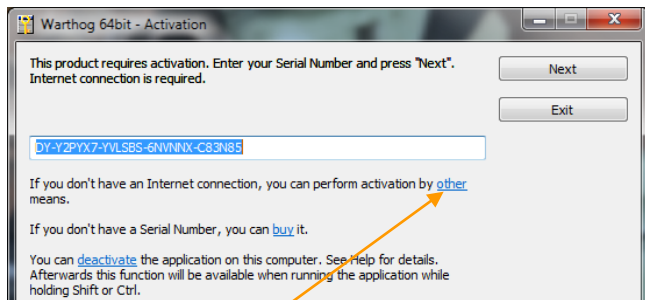 Warthog 64bit - Activation
This product requires activation. Enter your Serial Number and press "Next".
Internet connection is required.
Next
Exit
DY-Y2PYX7-YVLSBS-6NVNNX-C83N85
If you don't have an Internet connection, you can perform activation by other
means.
If you don't have a Serial Number, you can buy it.
You can deactivate the application on this computer. See Help for details.
Afterwards this function will be available when running the application while
holding Shift or Ctrl.